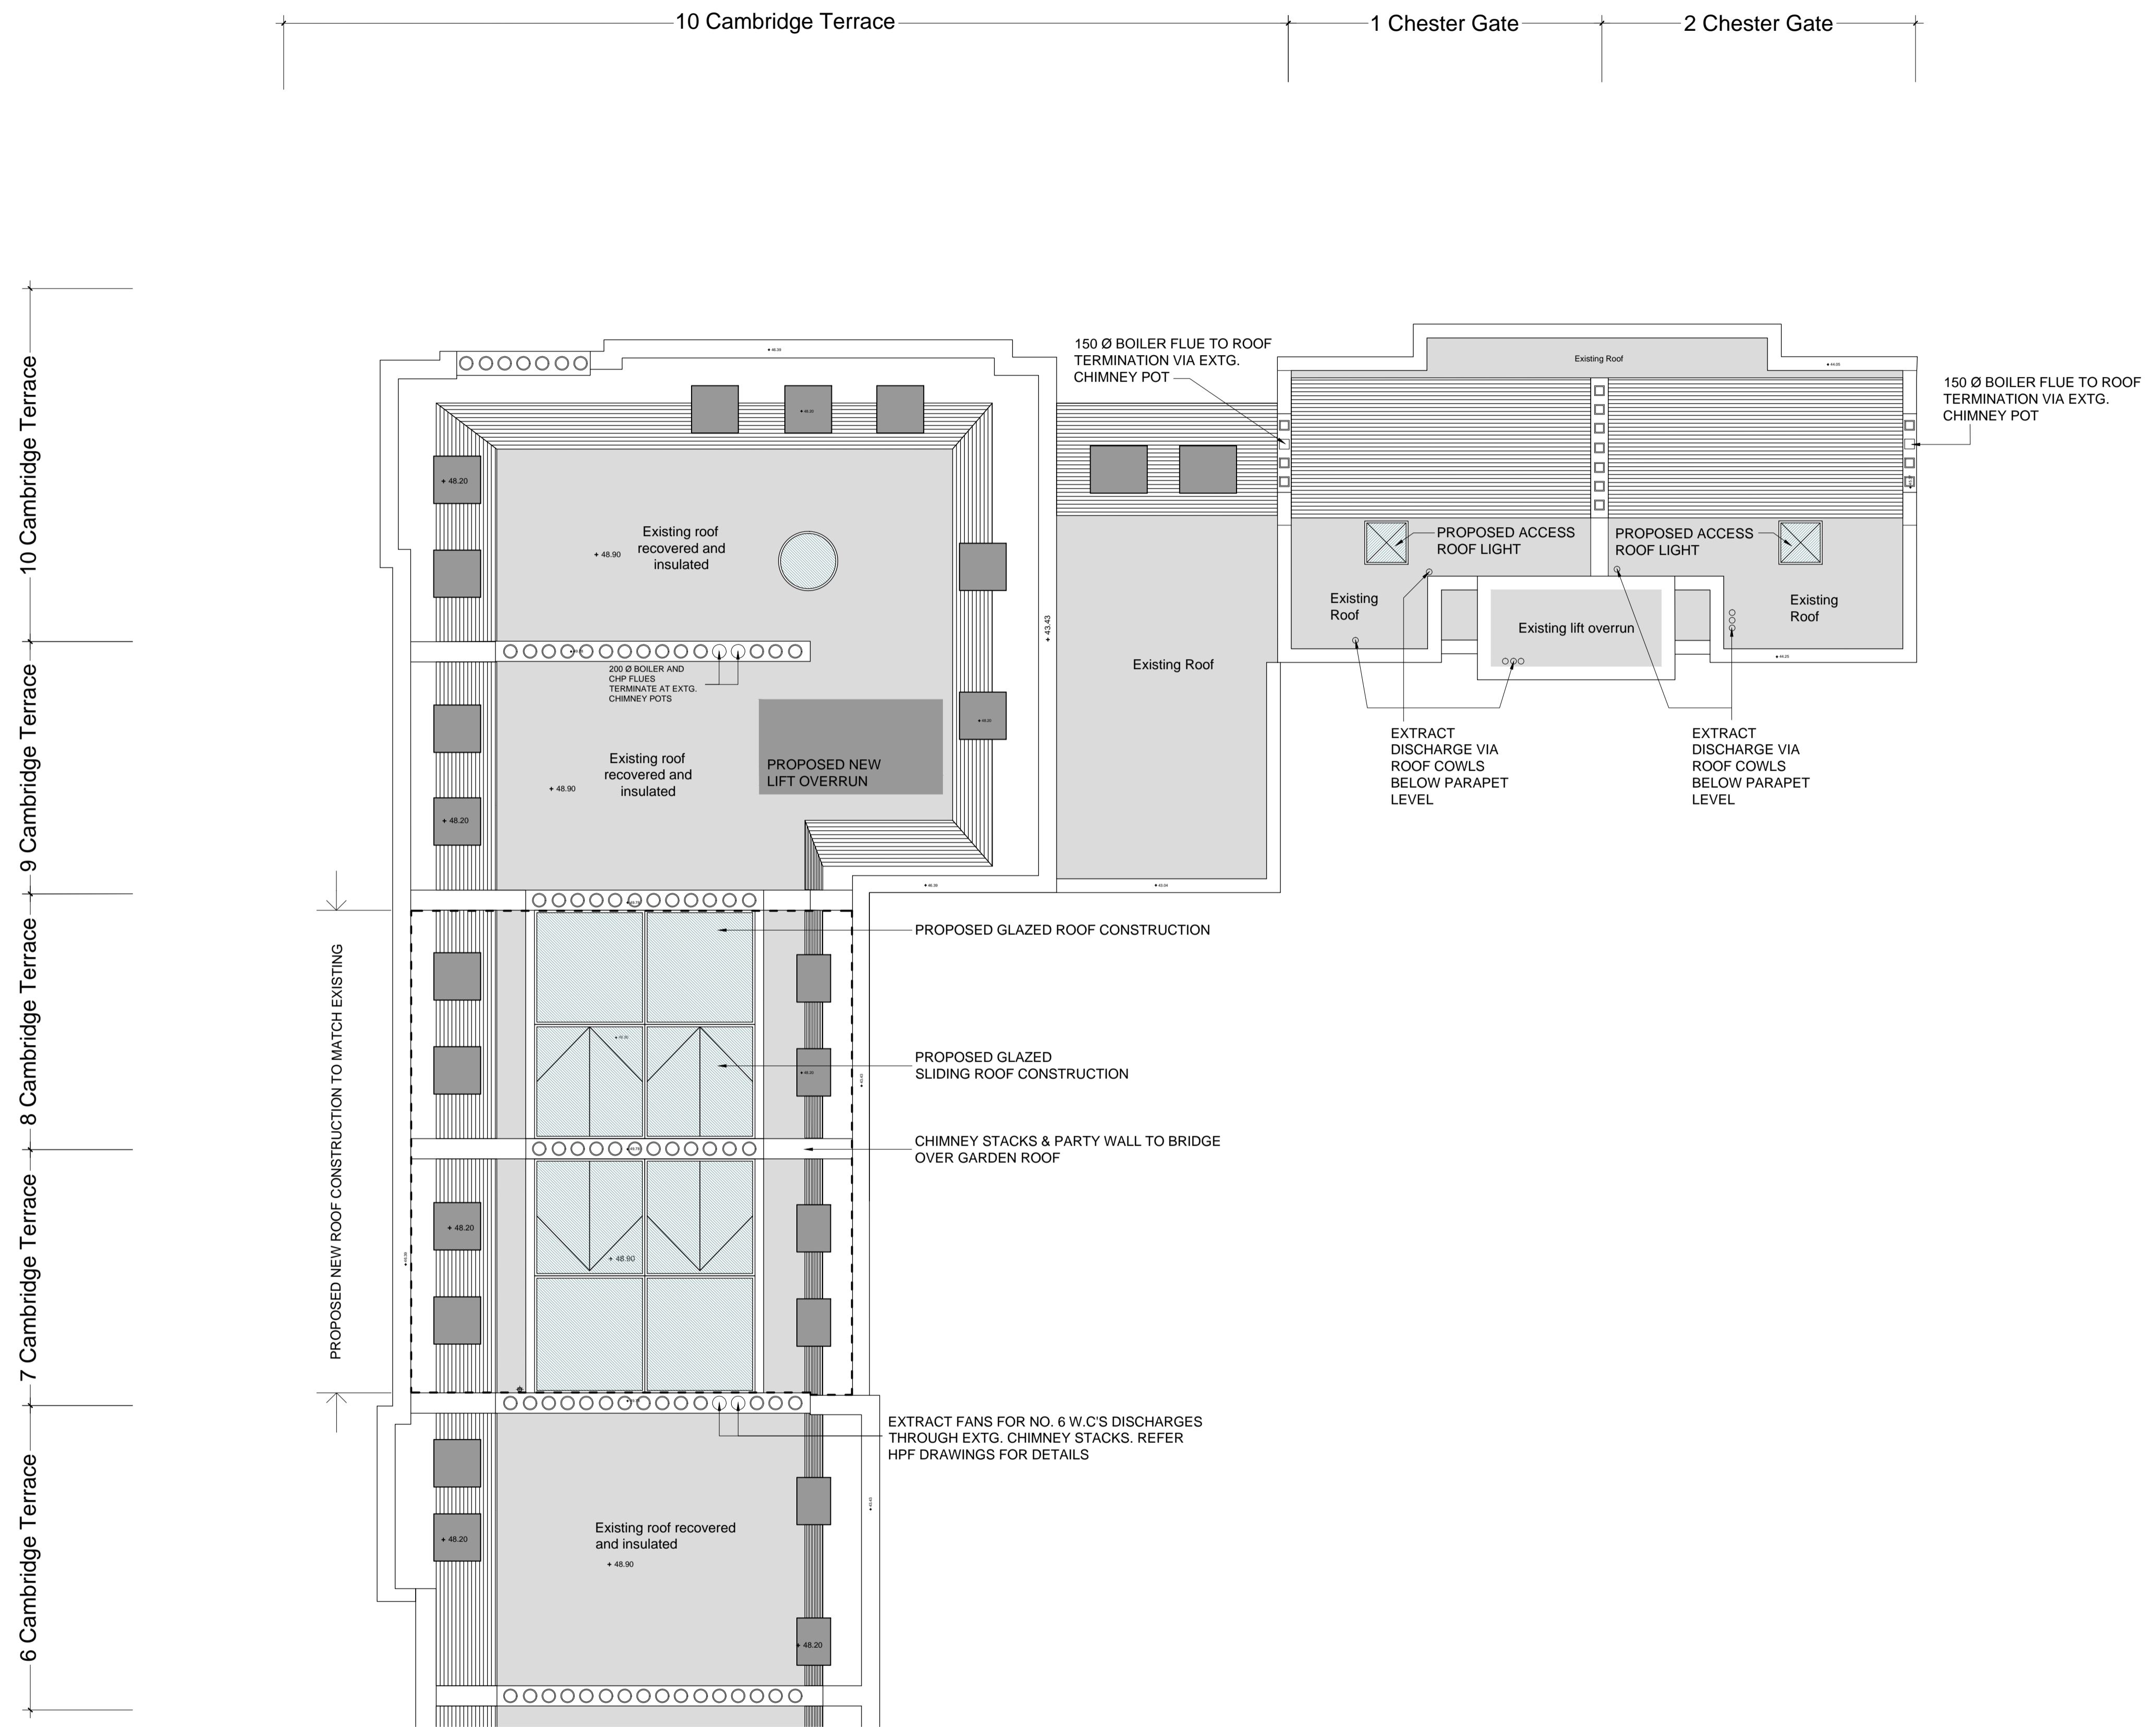 10 Cambridge Terrace
1 Chester Gate
2 Chester Gate
10 Cambridge Terrace
9 Cambridge Terrace
8 Cambridge Terrace
7 Cambridge Terrace
6 Cambridge Terrace
150 Ø BOILER FLUE TO ROOF
TERMINATION VIA EXTG.
CHIMNEY POT
Existing Roof
150 Ø BOILER FLUE TO ROOF
TERMINATION VIA EXTG.
CHIMNEY POT
+ 48.20
Existing roof
recovered and
insulated
+ 48.90
+ 43.43
PROPOSED ACCESS
ROOF LIGHT
PROPOSED ACCESS
ROOF LIGHT
Existing
Roof
Existing lift overrun
Existing
Roof
Existing Roof
200 Ø BOILER AND
CHP FLUES
TERMINATE AT EXTG.
CHIMNEY POTS
EXTRACT
DISCHARGE VIA
ROOF COWLS
BELOW PARAPET
LEVEL
EXTRACT
DISCHARGE VIA
ROOF COWLS
BELOW PARAPET
LEVEL
Existing roof
recovered and
insulated
+ 48.90
PROPOSED NEW
LIFT OVERRUN
+ 48.20
PROPOSED NEW ROOF CONSTRUCTION TO MATCH EXISTING
PROPOSED GLAZED ROOF CONSTRUCTION
PROPOSED GLAZED
SLIDING ROOF CONSTRUCTION
CHIMNEY STACKS & PARTY WALL TO BRIDGE
OVER GARDEN ROOF
+ 48.20
+ 48.90
EXTRACT FANS FOR NO. 6 W.C'S DISCHARGES
THROUGH EXTG. CHIMNEY STACKS. REFER
HPF DRAWINGS FOR DETAILS
Existing roof recovered
and insulated
+ 48.90
+ 48.20
+ 48.20